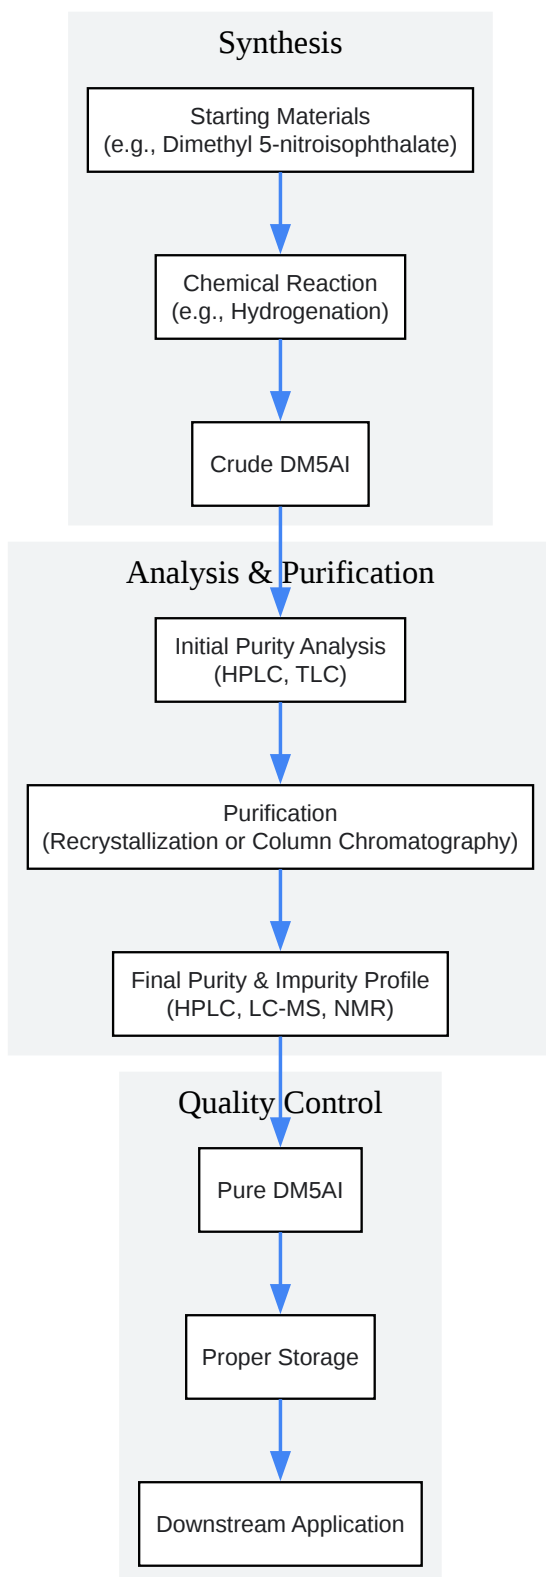 Synthesis
Starting Materials
(e.g., Dimethyl 5-nitroisophthalate)
Chemical Reaction
(e.g., Hydrogenation)
Crude DM5AI
Analysis & Purification
Initial Purity Analysis
(HPLC, TLC)
Purification
(Recrystallization or Column Chromatography)
Final Purity & Impurity Profile
(HPLC, LC-MS, NMR)
Quality Control
Pure DM5AI
Proper Storage
Downstream Application